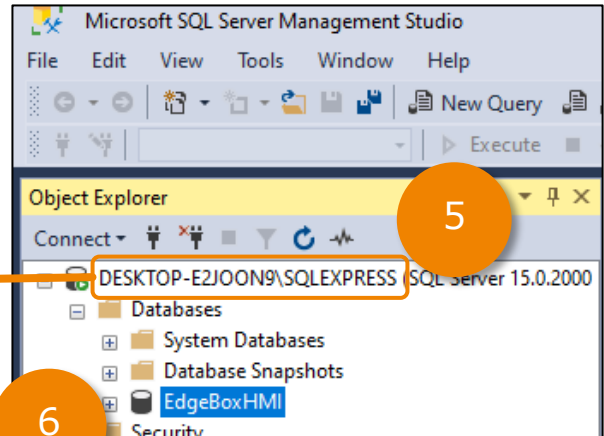 Microsoft SQL Server Management Studio
File Edit View Tools Window Help
New Query
Execute
Object Explorer
5
Connect
DESKTOP-E2JOON9\SQLEXPRESS (SQL Server 15.0.2000
Databases
System Databases
Database Snapshots
EdgeBoxHMI
6
Security